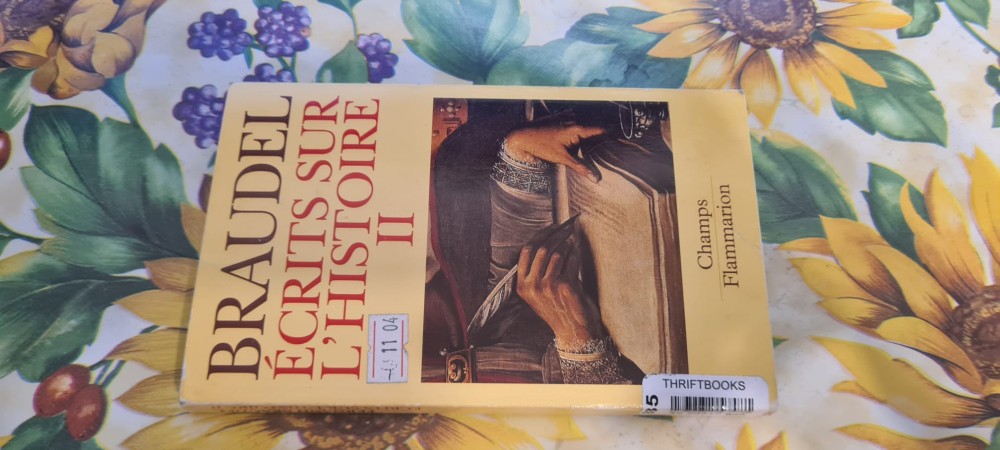 BRAUDEL
ÉCRITS SUR
L'HISTOIRE
II
11 04
Champs
Flammarion
THRIFTBOOKS